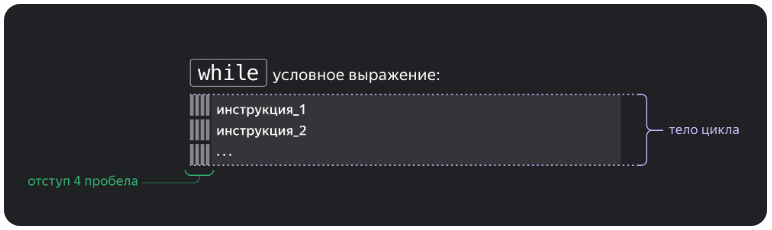 while условное выражение:
инструкция_1
инструкция_2
...
тело цикла
отступ 4 пробела